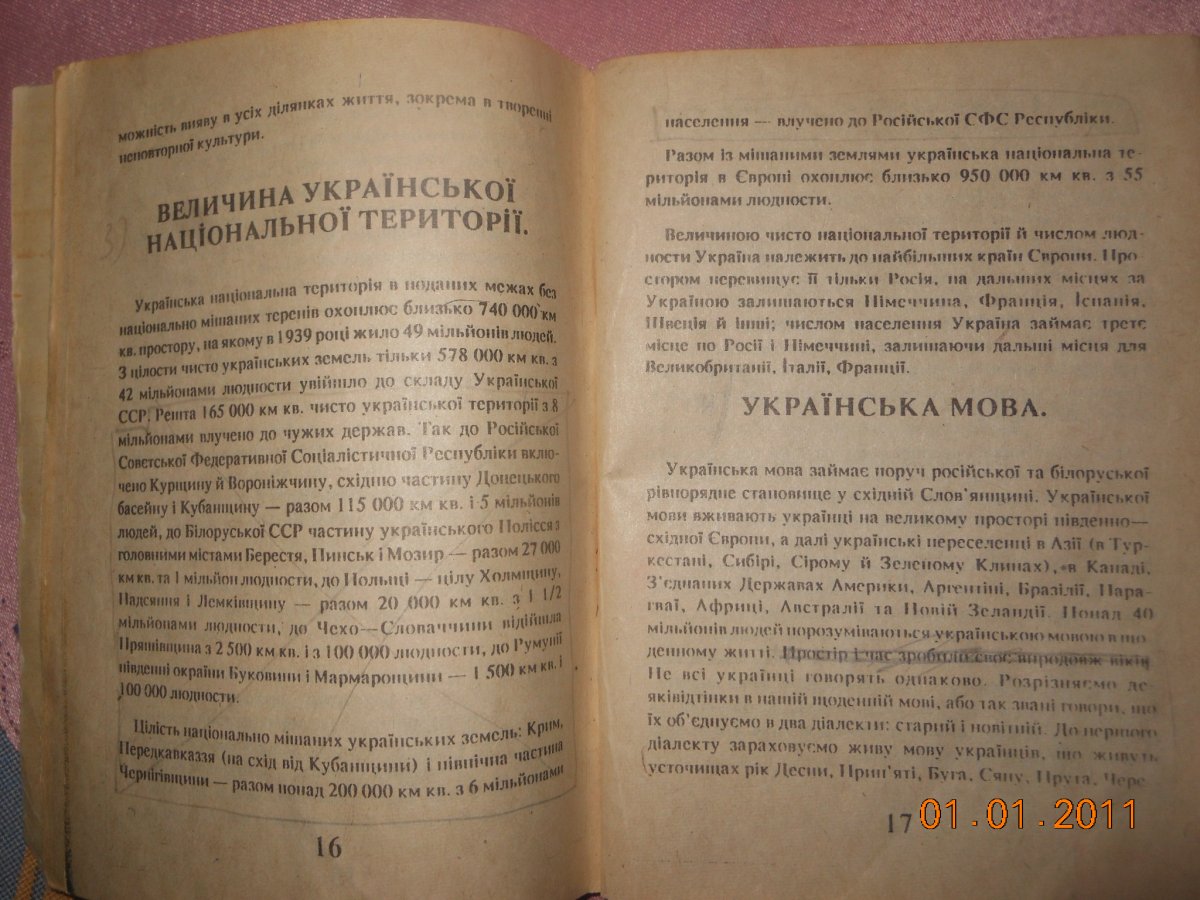 можність вияву в усіх ділянках життя, зокрема в творенні
неповторної культури.
3)
ВЕЛИЧИНА УКРАЇНСЬКОЇ
НАЦІОНАЛЬНОЇ ТЕРИТОРІЇ.
Українська національна територія в поданих межах без
національно мішаних теренів охоплює близько 740 000 км
кв. простору, на якому в 1939 році жило 49 мільйонів людей.
З цілости чисто українських земель тільки 578 000 км кв. з
42 мільйонами людности увійшло до складу Української
ССР. Решта 165 000 км кв. чисто української території з 8
мільйонами влучено до чужих держав. Так до Російської
Совєтської Федеративної Соціалістичної Республіки вклю-
чено Курщину й Вороніжчину, східню частину Донецького
басейну і Кубанщину — разом 115 000 км кв. і 5 мільйонів
людей, до Білоруської ССР частину українського Полісся з
головними містами Берестя, Пинськ і Мозир — разом 27 000
км кв. та 1 мільйон людности, до Польщі — цілу Холмщину,
Надсяння і Лемківщину — разом 20 000 км кв. з 1 1/2
мільйонами людности, до Чехо—Словаччини відійшла
Пряшівщина з 2 500 км кв. і з 100 000 людности, до Румунії
південні окраїни Буковини і Мармарощини — 1 500 км кв. і
100 000 людности.
Цілість національно мішаних українських земель: Крим,
Передкавказзя (на схід від Кубанщини) і північна частина
Чернігівщини — разом понад 200 000 км кв. з 6 мільйонами
16
населення — влучено до Російської СФС Республіки.
Разом із мішаними землями українська національна те-
риторія в Європі охоплює близько 950 000 км кв. з 55
мільйонами людности.
Величиною чисто національної території й числом люд-
ности Україна належить до найбільших країн Європи. Про
стором перевищує її тільки Росія, на дальших місцях за
Україною залишаються Німеччина, Франція, Іспанія,
Швеція й інші; числом населення Україна займає третє
місце по Росії і Німеччині, залишаючи дальші місця для
Великобританії, Італії, Франції.
УКРАЇНСЬКА МОВА.
Українська мова займає поруч російської та білоруської
рівнорядне становище у східній Слов'янщині. Української
мови вживають українці на великому просторі південно—
східної Європи, а далі українські переселенці в Азії (в Тур-
кестані, Сибірі, Сірому й Зеленому Клинах), в Канаді,
З'єднаних Державах Америки, Аргентіні, Бразілії, Пара-
гваї, Африці, Австралії та Новій Зеландії. Понад 40
мільйонів людей порозуміваються українською мовою в що
денному житті. Простір і час зробили своє впродовж віків
Не всі українці говорять однаково. Розрізняємо де-
яківідтінки в нашій щоденній мові, або так звані говори, що
їх об'єднуємо в два діалекти: старий і новітній. До першого
діалекту зараховуємо живу мову українців, що живуть
усточищах рік Десни, Прип'яті, Буга, Сяну, Прута, Чере
17
01.01.2011